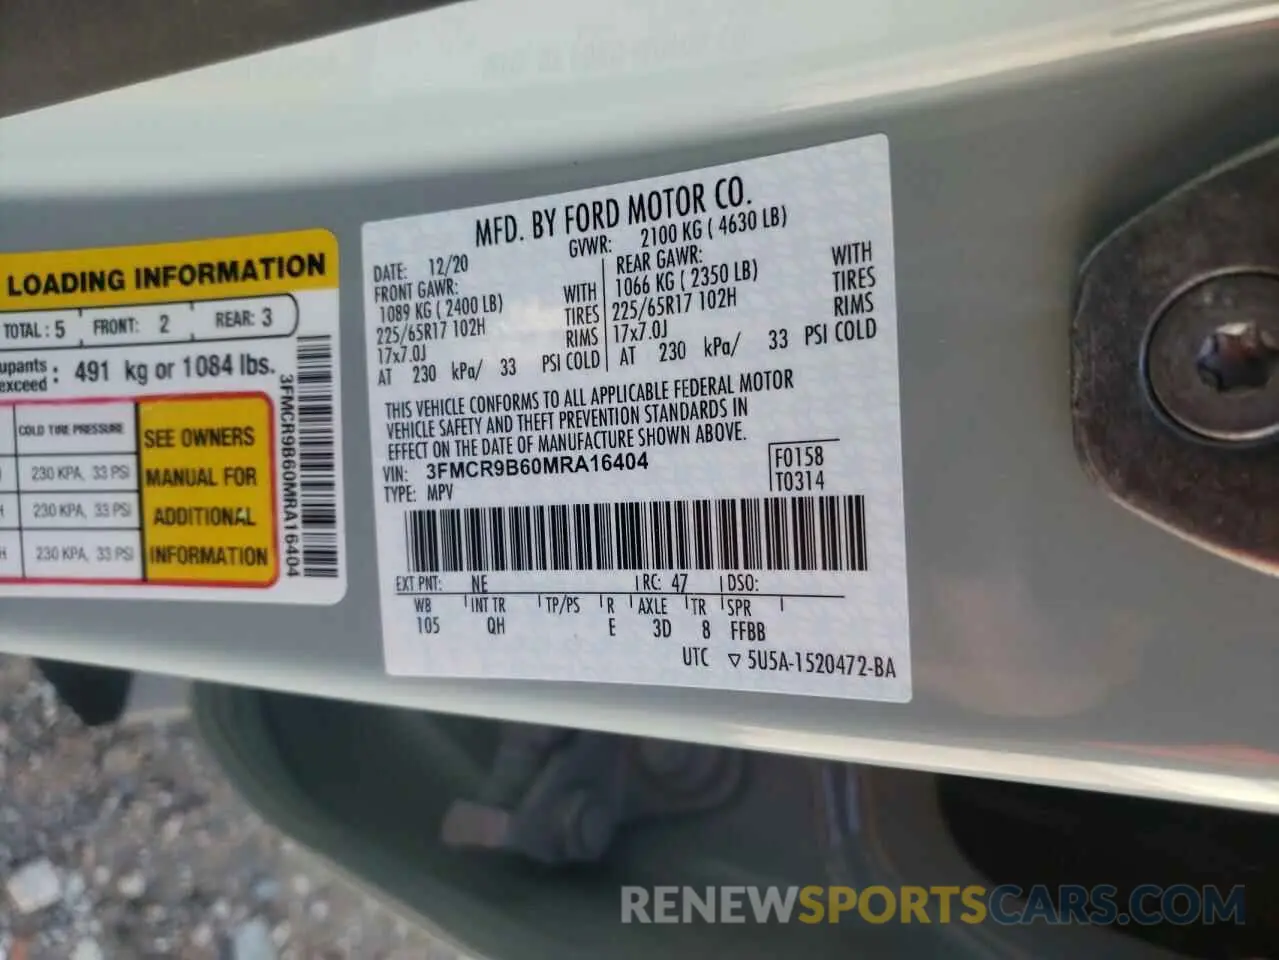 LOADING INFORMATION
TOTAL: 5 FRONT: 2 REAR: 3
upants
exceed : 491 kg or 1084 lbs.
COLD TIRE PRESSURE
230 KPA, 33 PSI
230 KPA, 33 PSI
230 KPA, 33 PSI
SEE OWNERS
MANUAL FOR
ADDITIONAL
INFORMATION
3FMCR9B60MRA16404
MFD. BY FORD MOTOR CO.
DATE: 12/20 GVWR: 2100 KG ( 4630 LB)
FRONT GAWR: REAR GAWR:
1089 KG ( 2400 LB) WITH 1066 KG ( 2350 LB) WITH
225/65R17 102H TIRES 225/65R17 102H TIRES
17x7.0J RIMS 17x7.0J RIMS
AT 230 kPa/ 33 PSI COLD AT 230 kPa/ 33 PSI COLD
THIS VEHICLE CONFORMS TO ALL APPLICABLE FEDERAL MOTOR
VEHICLE SAFETY AND THEFT PREVENTION STANDARDS IN
EFFECT ON THE DATE OF MANUFACTURE SHOWN ABOVE.
VIN: 3FMCR9B60MRA16404 F0158
TYPE: MPV T0314
EXT PNT: NE RC: 47 DSO:
WB INT TR TP/PS R AXLE TR SPR
105 QH E 3D 8 FFBB
UTC ▽ 5U5A-1520472-BA
RENEWSPORTSCARS.COM